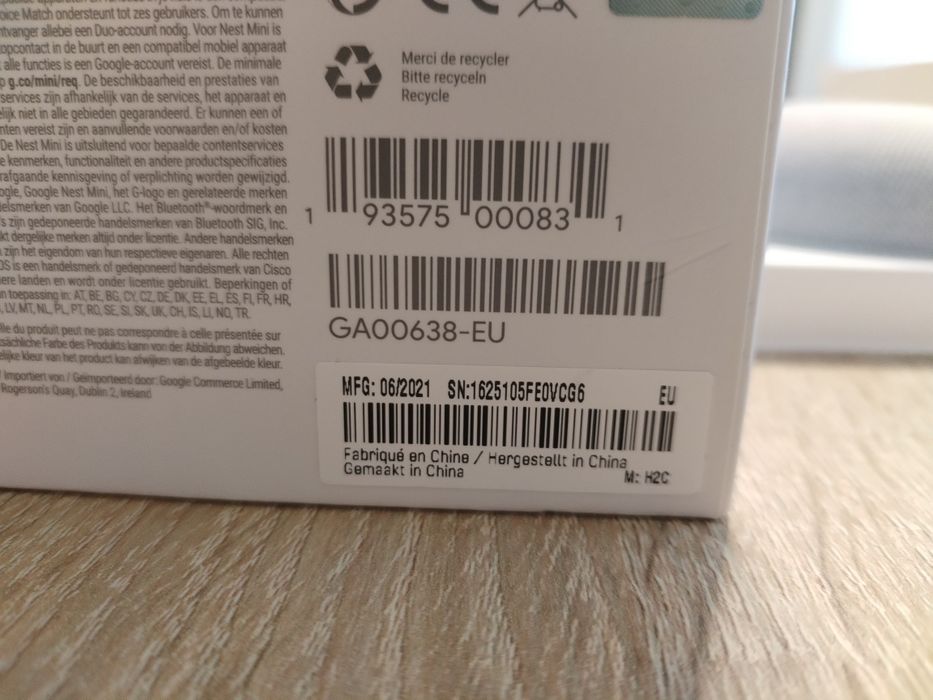 oice Match ondersteunt tot zes gebruikers. Om te kunnen
ntvanger allebei een Duo-account nodig. Voor Nest Mini is
opcontact in de buurt en een compatibel mobiel apparaat
alle functies is een Google-account vereist. De minimale
p g.co/mini/req. De beschikbaarheid en prestaties van
services zijn afhankelijk van de services, het apparaat en
elijk niet in alle gebieden gegarandeerd. Er kunnen een of
nten vereist zijn en aanvullende voorwaarden en/of kosten
De Nest Mini is uitsluitend voor bepaalde contentservices
e kenmerken, functionaliteit en andere productspecificaties
rafgaande kennisgeving of verplichting worden gewijzigd.
ogle, Google Nest Mini, het G-logo en gerelateerde merken
elsmerken van Google LLC. Het Bluetooth®-woordmerk en
's zijn gedeponeerde handelsmerken van Bluetooth SIG, Inc.
kt dergelijke merken altijd onder licentie. Andere handelsmerken
zijn het eigendom van hun respectieve eigenaren. Alle rechten
OS is een handelsmerk of gedeponeerd handelsmerk van Cisco
ere landen en wordt onder licentie gebruikt. Beperkingen of
n toepassing in: AT, BE, BG, CY, CZ, DE, DK, EE, EL, ES, FI, FR, HR,
, LV, MT, NL, PL, PT, RO, SE, SI, SK, UK, CH, IS, LI, NO, TR.
lle du produit peut ne pas correspondre à celle présentée sur
sächliche Farbe des Produkts kann von der Abbildung abweichen.
elijke kleur van het product kan afwijken van de afgebeelde kleur.
/ Importiert von / Geïmporteerd door: Google Commerce Limited,
Rogerson's Quay, Dublin 2, Ireland
Merci de recycler
Bitte recyceln
Recycle
1 93575 00083 1
GA00638-EU
MFG: 06/2021 SN:1625105FE0VCG6 EU
Fabriqué en Chine / Hergestellt in China
Gemaakt in China M: H2C